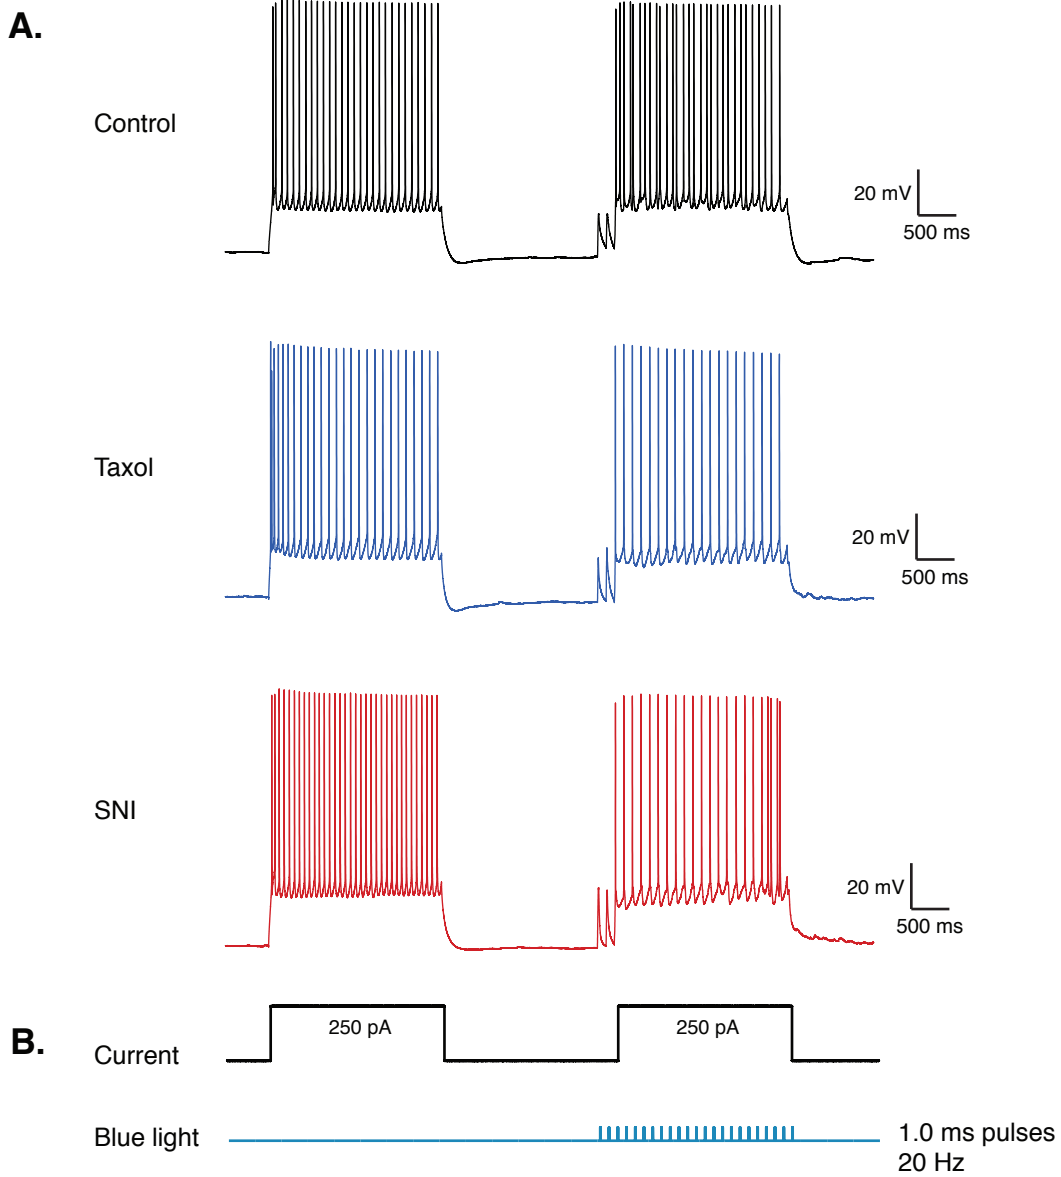 A.
Control
20 mV
500 ms
Taxol
20 mV
500 ms
SNI
20 mV
500 ms
B.
Current
250 pA
250 pA
Blue light
1.0 ms pulses
20 Hz